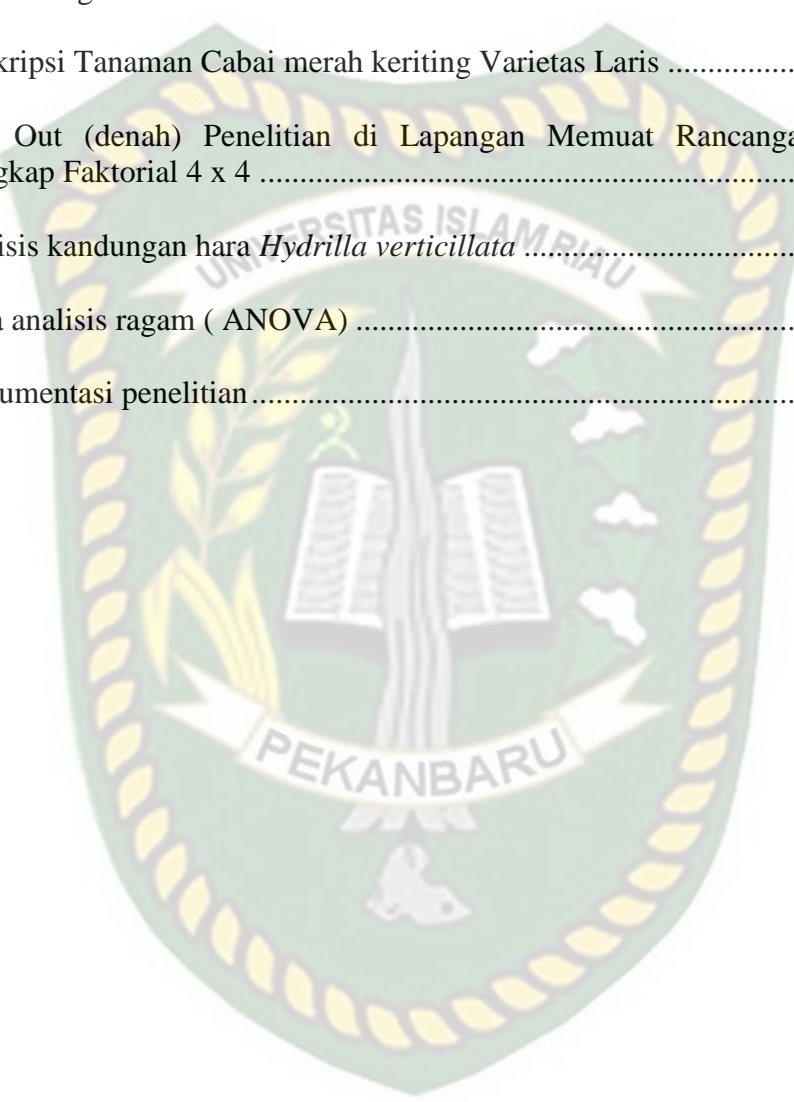 kripsi Tanaman Cabai merah keriting Varietas Laris ................
Out (denah) Penelitian di Lapangan Memuat Rancanga
gkap Faktorial 4 x 4 ....................................................................
UNIVERSITAS ISLAM RIAU
isis kandungan hara Hydrilla verticillata ..................................
a analisis ragam ( ANOVA) .......................................................
umentasi penelitian ....................................................................
PEKANBARU